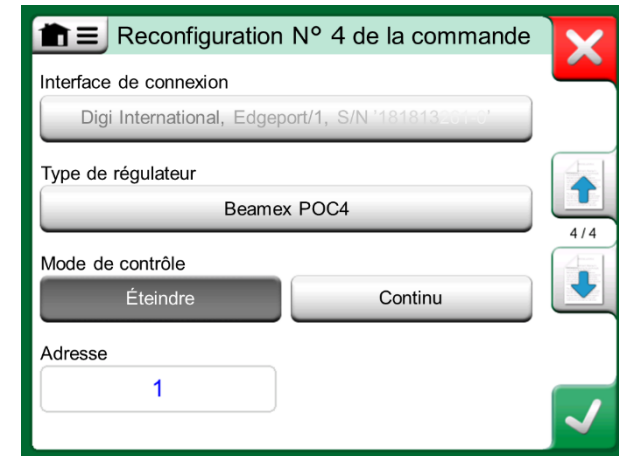 Reconfiguration N° 4 de la commande
Interface de connexion
Digi International, Edgeport/1, S/N
Type de régulateur
Beamex POC4
4 / 4
Mode de contrôle
Éteindre
Continu
Adresse
1